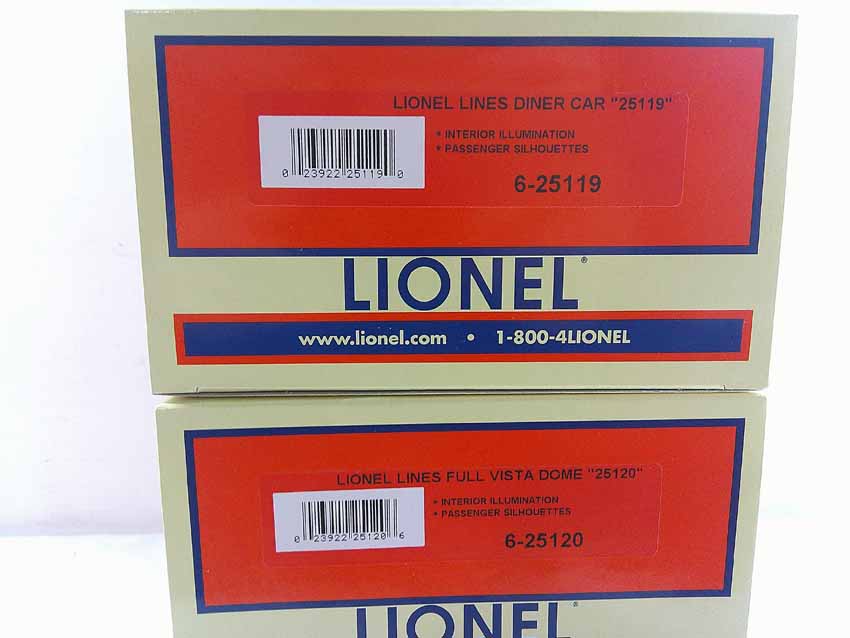 LIONEL LINES DINER CAR "25119"
* INTERIOR ILLUMINATION
* PASSENGER SILHOUETTES
0 23922 25119 0
6-25119
LIONEL®
www.lionel.com • 1-800-4LIONEL
LIONEL LINES FULL VISTA DOME "25120"
* INTERIOR ILLUMINATION
* PASSENGER SILHOUETTES
0 23922 25120 6
6-25120
LIONEL®